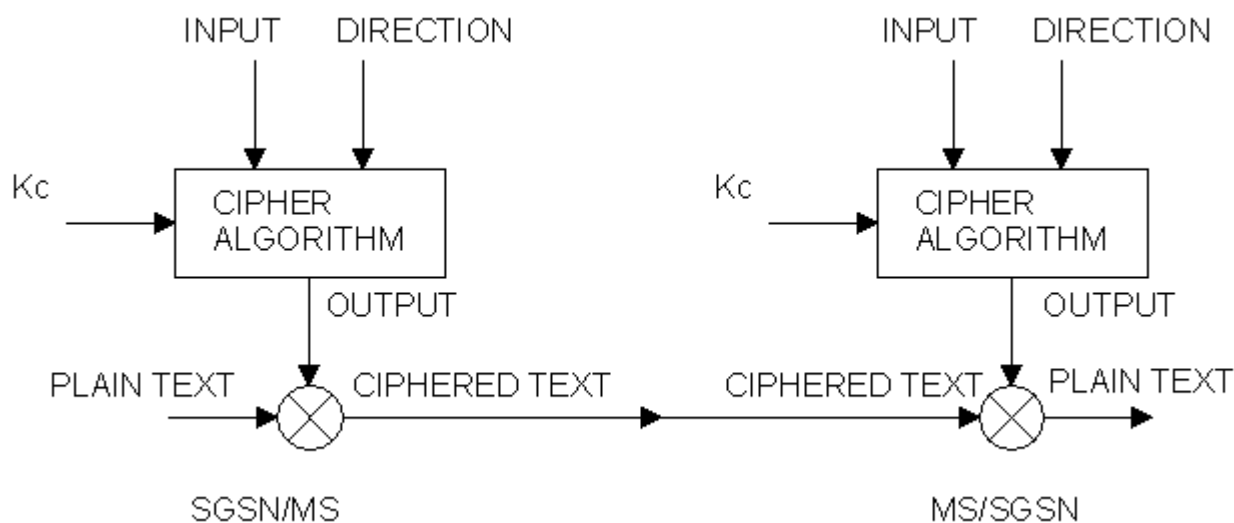 INPUT DIRECTION INPUT DIRECTION
Kc Kc
CIPHER CIPHER
ALGORITHM ALGORITHM
OUTPUT OUTPUT
PLAIN TEXT CIPHERED TEXT CIPHERED TEXT PLAIN TEXT
SGSN/MS MS/SGSN